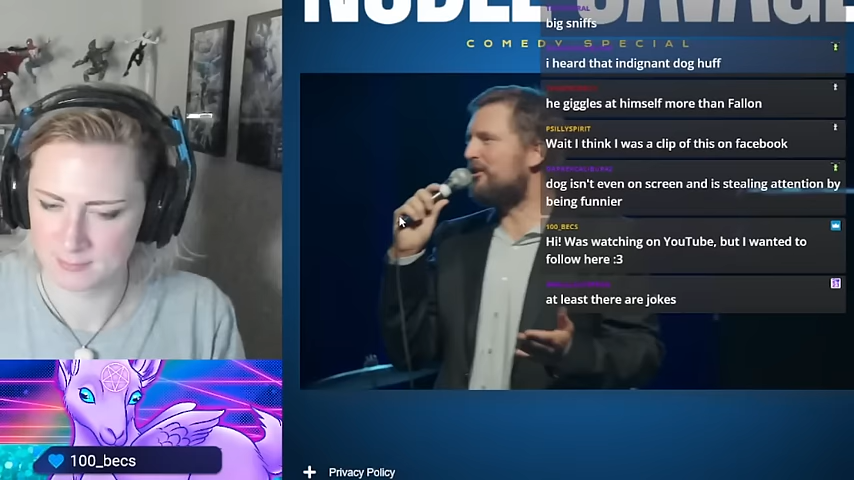 NOBLE SAVAGE
COMEDY SPECIAL
big sniffs
i heard that indignant dog huff
he giggles at himself more than Fallon
PSILLYSPIRIT
Wait I think I was a clip of this on facebook
dog isn't even on screen and is stealing attention by
being funnier
100_BECS
Hi! Was watching on YouTube, but I wanted to
follow here :3
at least there are jokes
100_becs
Privacy Policy